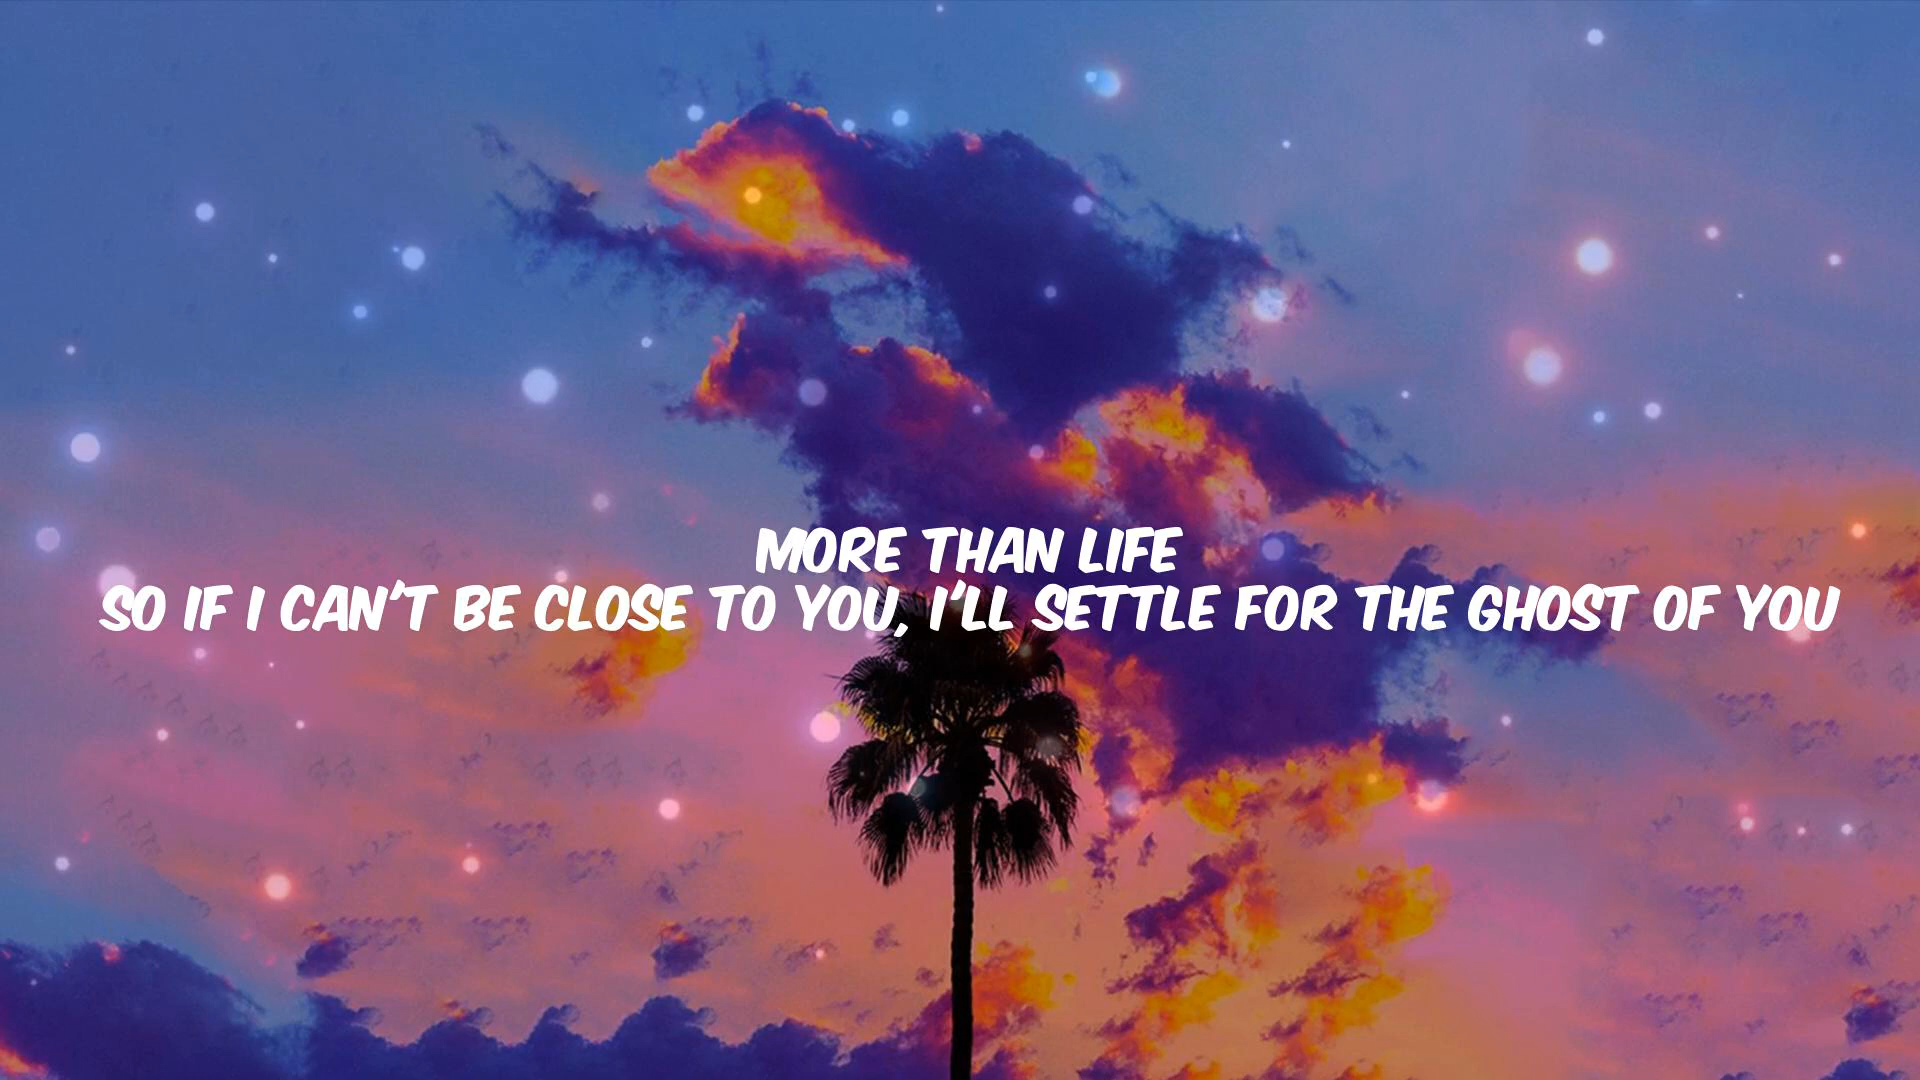 MORE THAN LIFE
SO IF I CAN'T BE CLOSE TO YOU, I'LL SETTLE FOR THE GHOST OF YOU